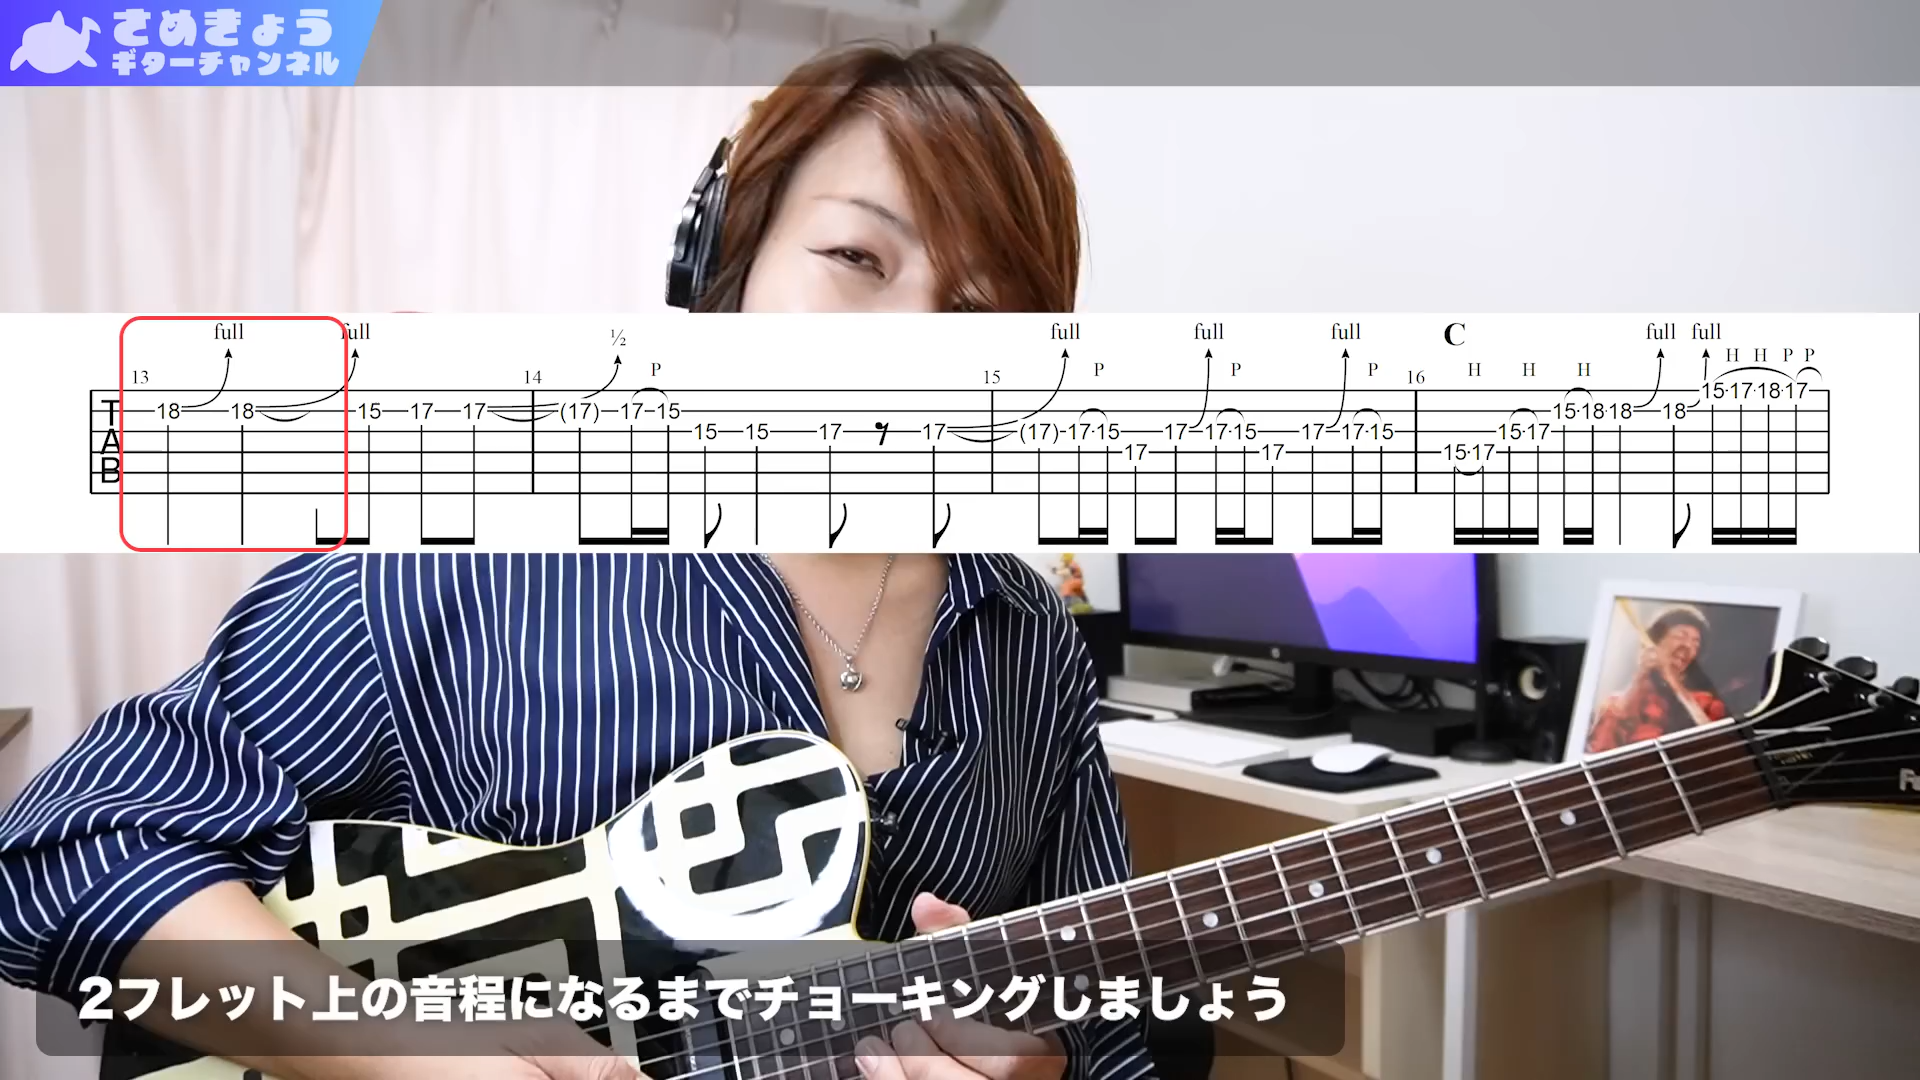 さめきょう
ギターチャンネル
full full ½ full full full C full full
13 14 P 15 P P P 16 H H H H H P P
15·17·18·17
T 18 18 15 17 17 (17) 17 15 15·18·18 18
A 15 15 17 17 (17)·17·15 17 17·15 17 17·15 15·17
17 17 15·17
B
2フレット上の音程になるまでチョーキングしましょう